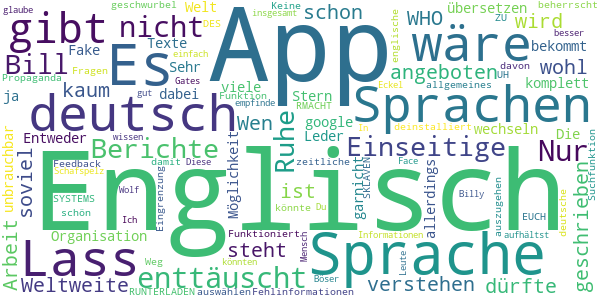 glaube geschwurbel Welt DES Keine insgesamt übersetzen zu beherrscht
gibt nicht App schon WHO wäre wird englische besser
Bill Fake Texte Es Sehr angeboten bekommt davon wohl
Propaganda kaum dabei viele Fragen einfach Gates UH allgemeines
ja gut Funktion Stern RMACHT Eckel komplett
deutsch Wen empfinde google deinstalliert Sprachen Die
Entweder wissen Leder In wechseln
unbrauchbar soviel Berichte Möglichkeit Ruhe zeitliche Einseitige Nur Suchfunktion
Feedback damit Diese garnicht Face Billy
Schafspelz Wolf Eingrenzung ist SKLAVEN auszugehen deutsche geschrieben
SYSTEMS Ich Englisch könnte Du allerdings EUCH
schön Organisation Funktioniert steht Informationen aufhältst
Arbeit Lass Weg Mensch Sprache dürfte
Weltweite enttäuscht könnten Leute Böser verstehen
RUNTERLADEN auswählen Fehlinformationen